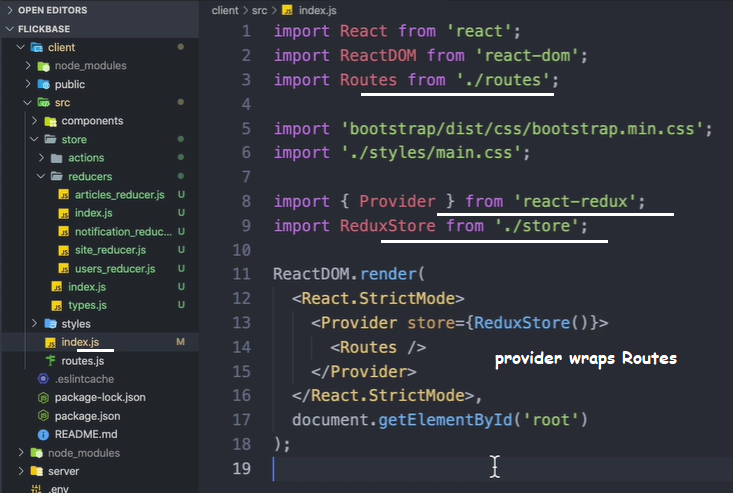 OPEN EDITORS
FLICKBASE
client
node_modules
public
src
components
store
actions
reducers
articles_reducer.js U
index.js U
notification_reduc... U
site_reducer.js U
users_reducer.js U
index.js U
types.js U
styles
index.js M
routes.js
.eslintcache
package-lock.json
package.json
README.md
node_modules
server
.env
client > src > JS index.js
1 import React from 'react';
2 import ReactDOM from 'react-dom';
3 import Routes from './routes';
4
5 import 'bootstrap/dist/css/bootstrap.min.css';
6 import './styles/main.css';
7
8 import { Provider } from 'react-redux';
9 import ReduxStore from './store';
10
11 ReactDOM.render(
12 <React.StrictMode>
13 <Provider store={ReduxStore()}>
14 <Routes />
provider wraps Routes
15 </Provider>
16 </React.StrictMode>,
17 document.getElementById('root')
18 );
19